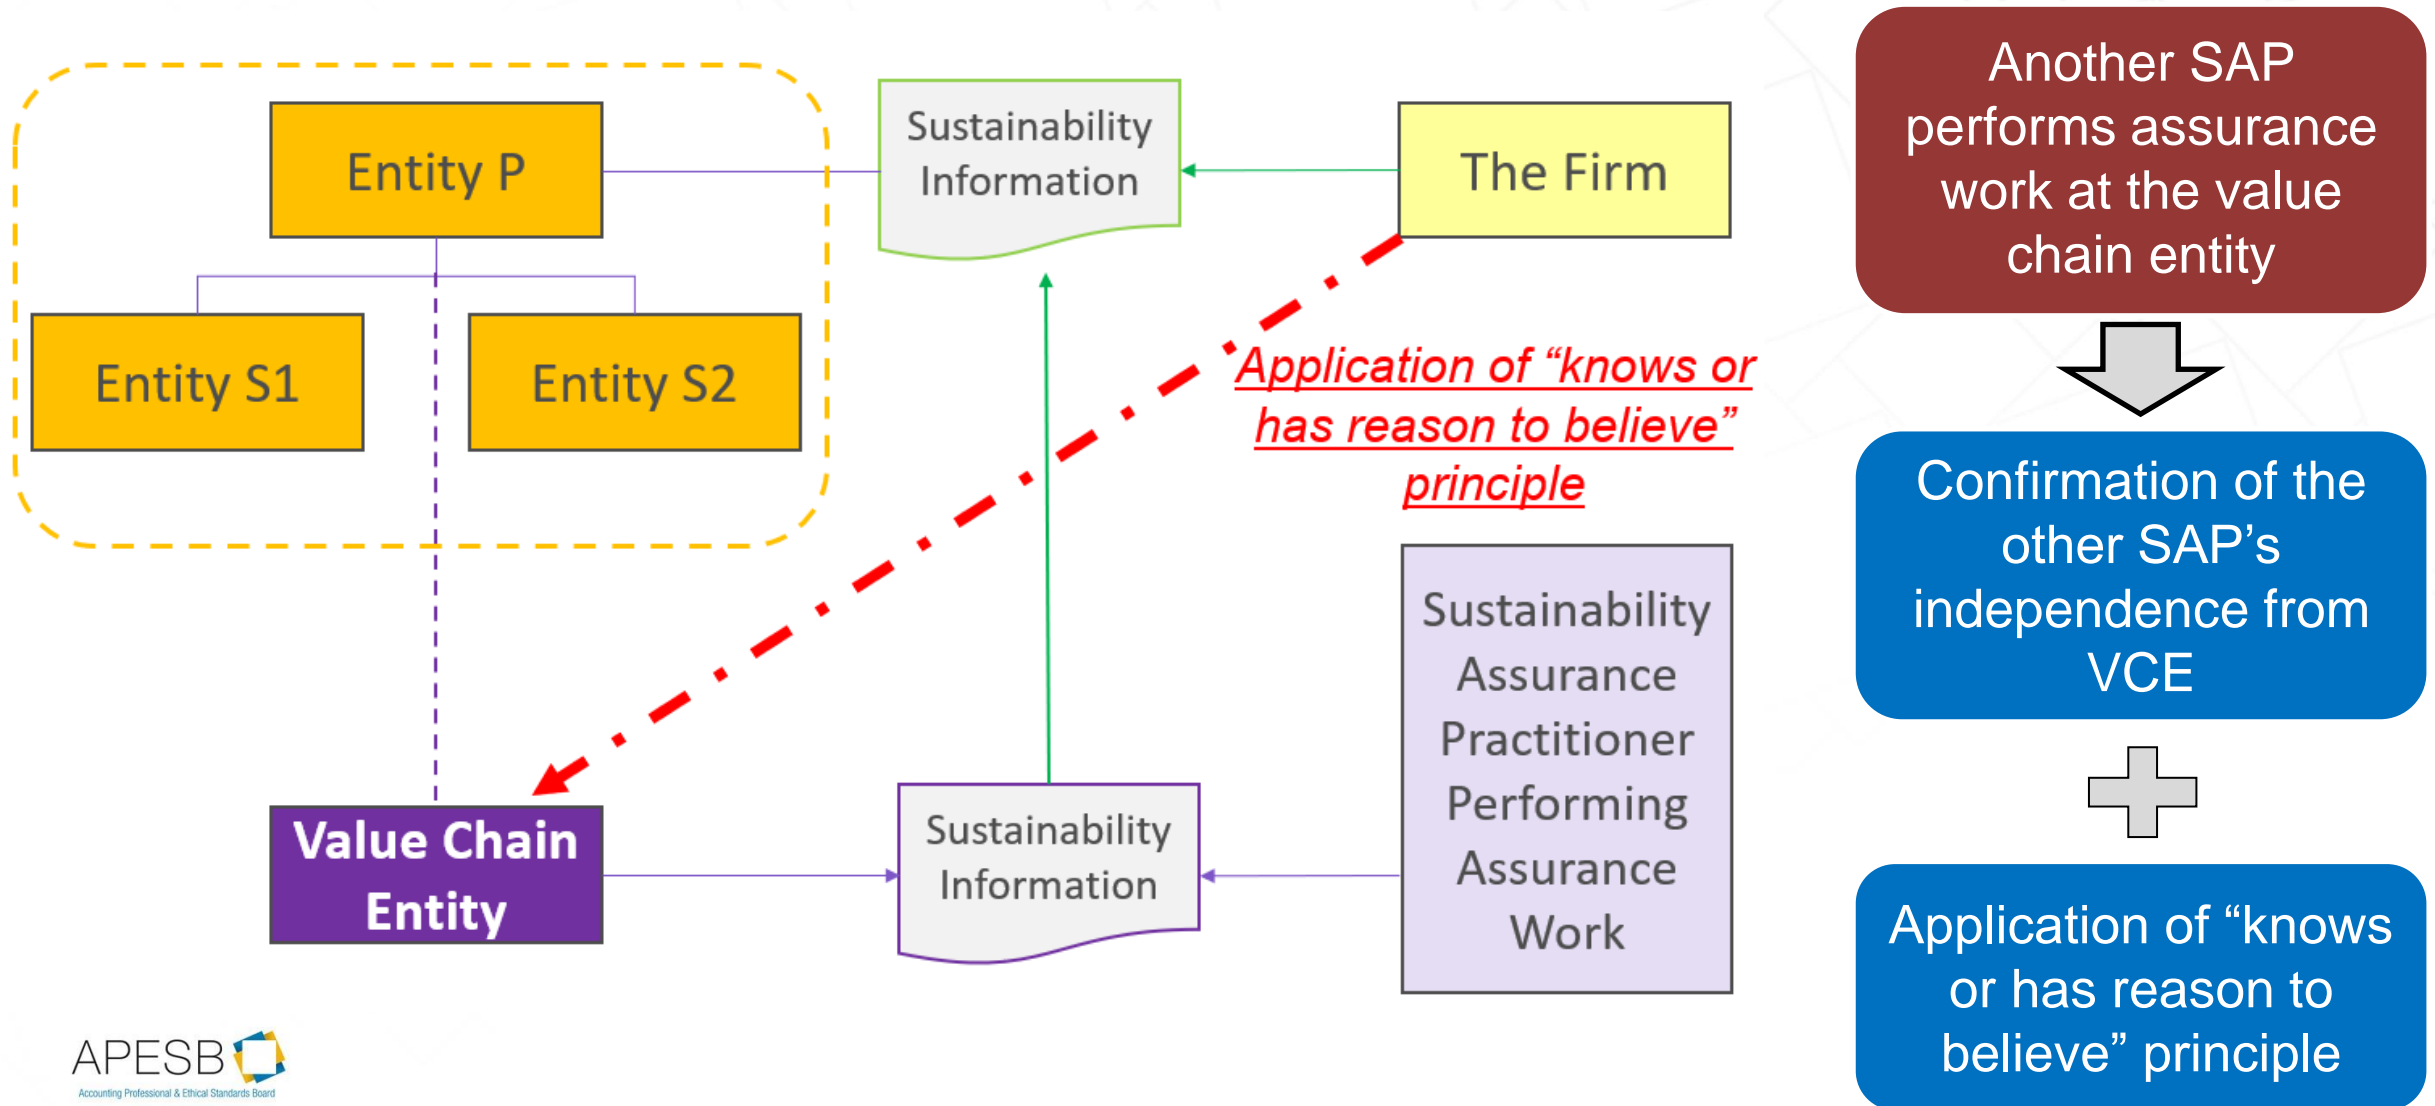 Entity P
Entity S1
Entity S2
Value Chain
Entity
Sustainability
Information
The Firm
Application of “knows or
has reason to believe”
principle
Sustainability
Information
Sustainability
Assurance
Practitioner
Performing
Assurance
Work
Another SAP
performs assurance
work at the value
chain entity
Confirmation of the
other SAP’s
independence from
VCE
Application of “knows
or has reason to
believe” principle
APESB
Accounting Professional & Ethical Standards Board